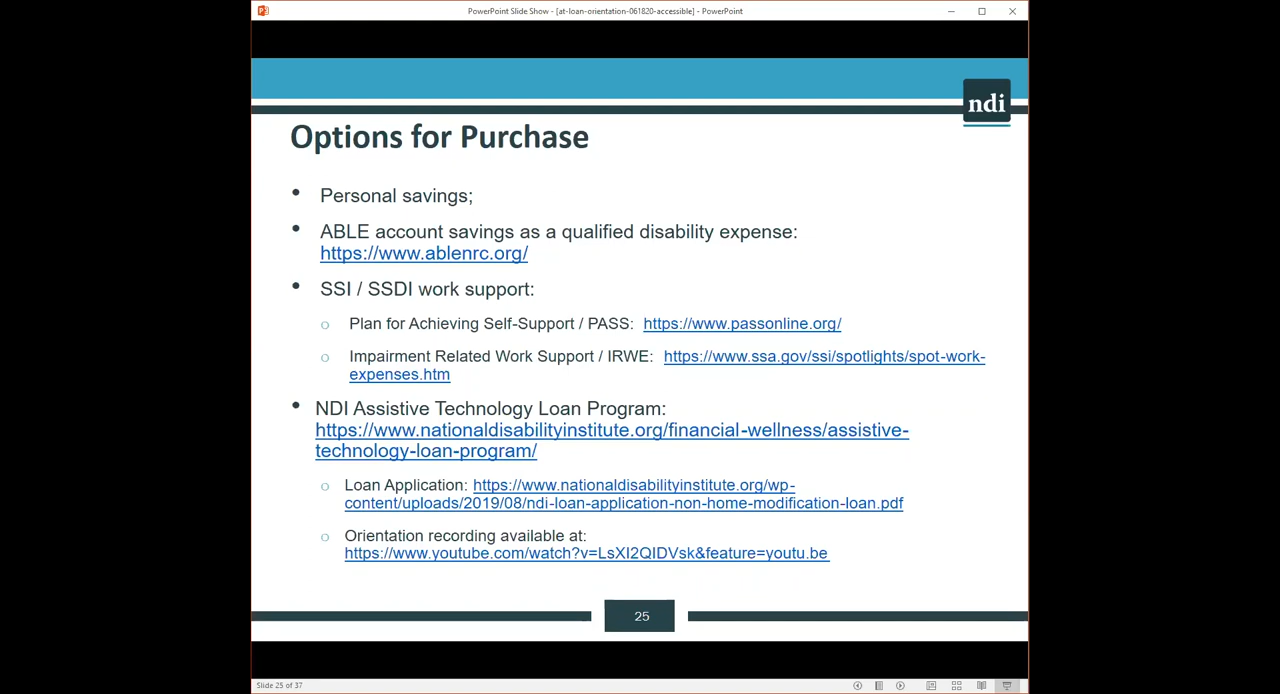 PowerPoint Slide Show - [at-loan-orientation-061820-accessible] - PowerPoint
ndi
Options for Purchase
• Personal savings;
• ABLE account savings as a qualified disability expense:
https://www.ablenrc.org/
• SSI / SSDI work support:
o Plan for Achieving Self-Support / PASS: https://www.passonline.org/
o Impairment Related Work Support / IRWE: https://www.ssa.gov/ssi/spotlights/spot-work-
expenses.htm
• NDI Assistive Technology Loan Program:
https://www.nationaldisabilityinstitute.org/financial-wellness/assistive-
technology-loan-program/
o Loan Application: https://www.nationaldisabilityinstitute.org/wp-
content/uploads/2019/08/ndi-loan-application-non-home-modification-loan.pdf
o Orientation recording available at:
https://www.youtube.com/watch?v=LsXI2QIDVsk&feature=youtu.be
25
Slide 25 of 37